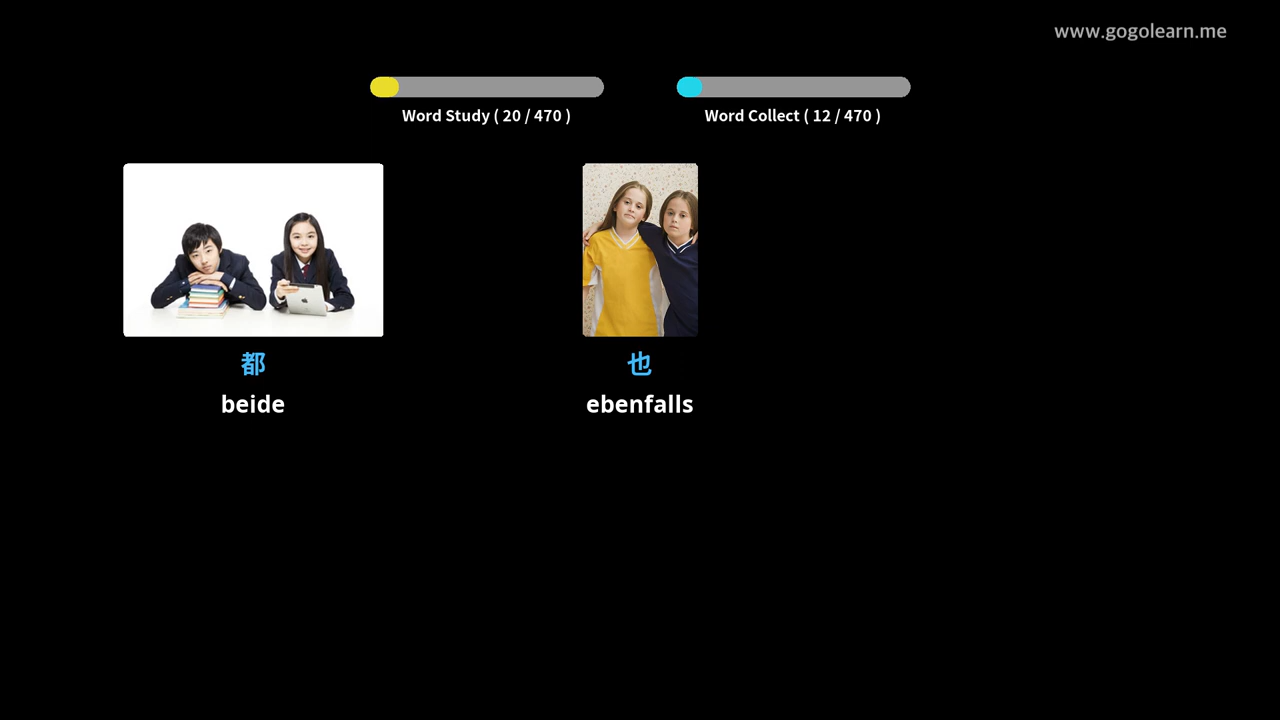 www.gogolearn.me
Word Study ( 20 / 470 )
Word Collect ( 12 / 470 )
都
beide
也
ebenfalls